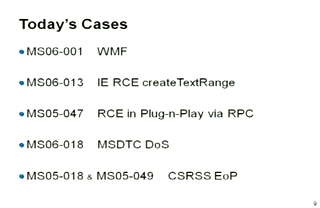 Today's Cases
MS06-001 WMF
MS06-013 IE RCE createTextRange
MS05-047 RCE in Plug-n-Play via RPC
MS06-018 MSDTC DoS
MS05-018 & MS05-049 CSRSS EoP
9